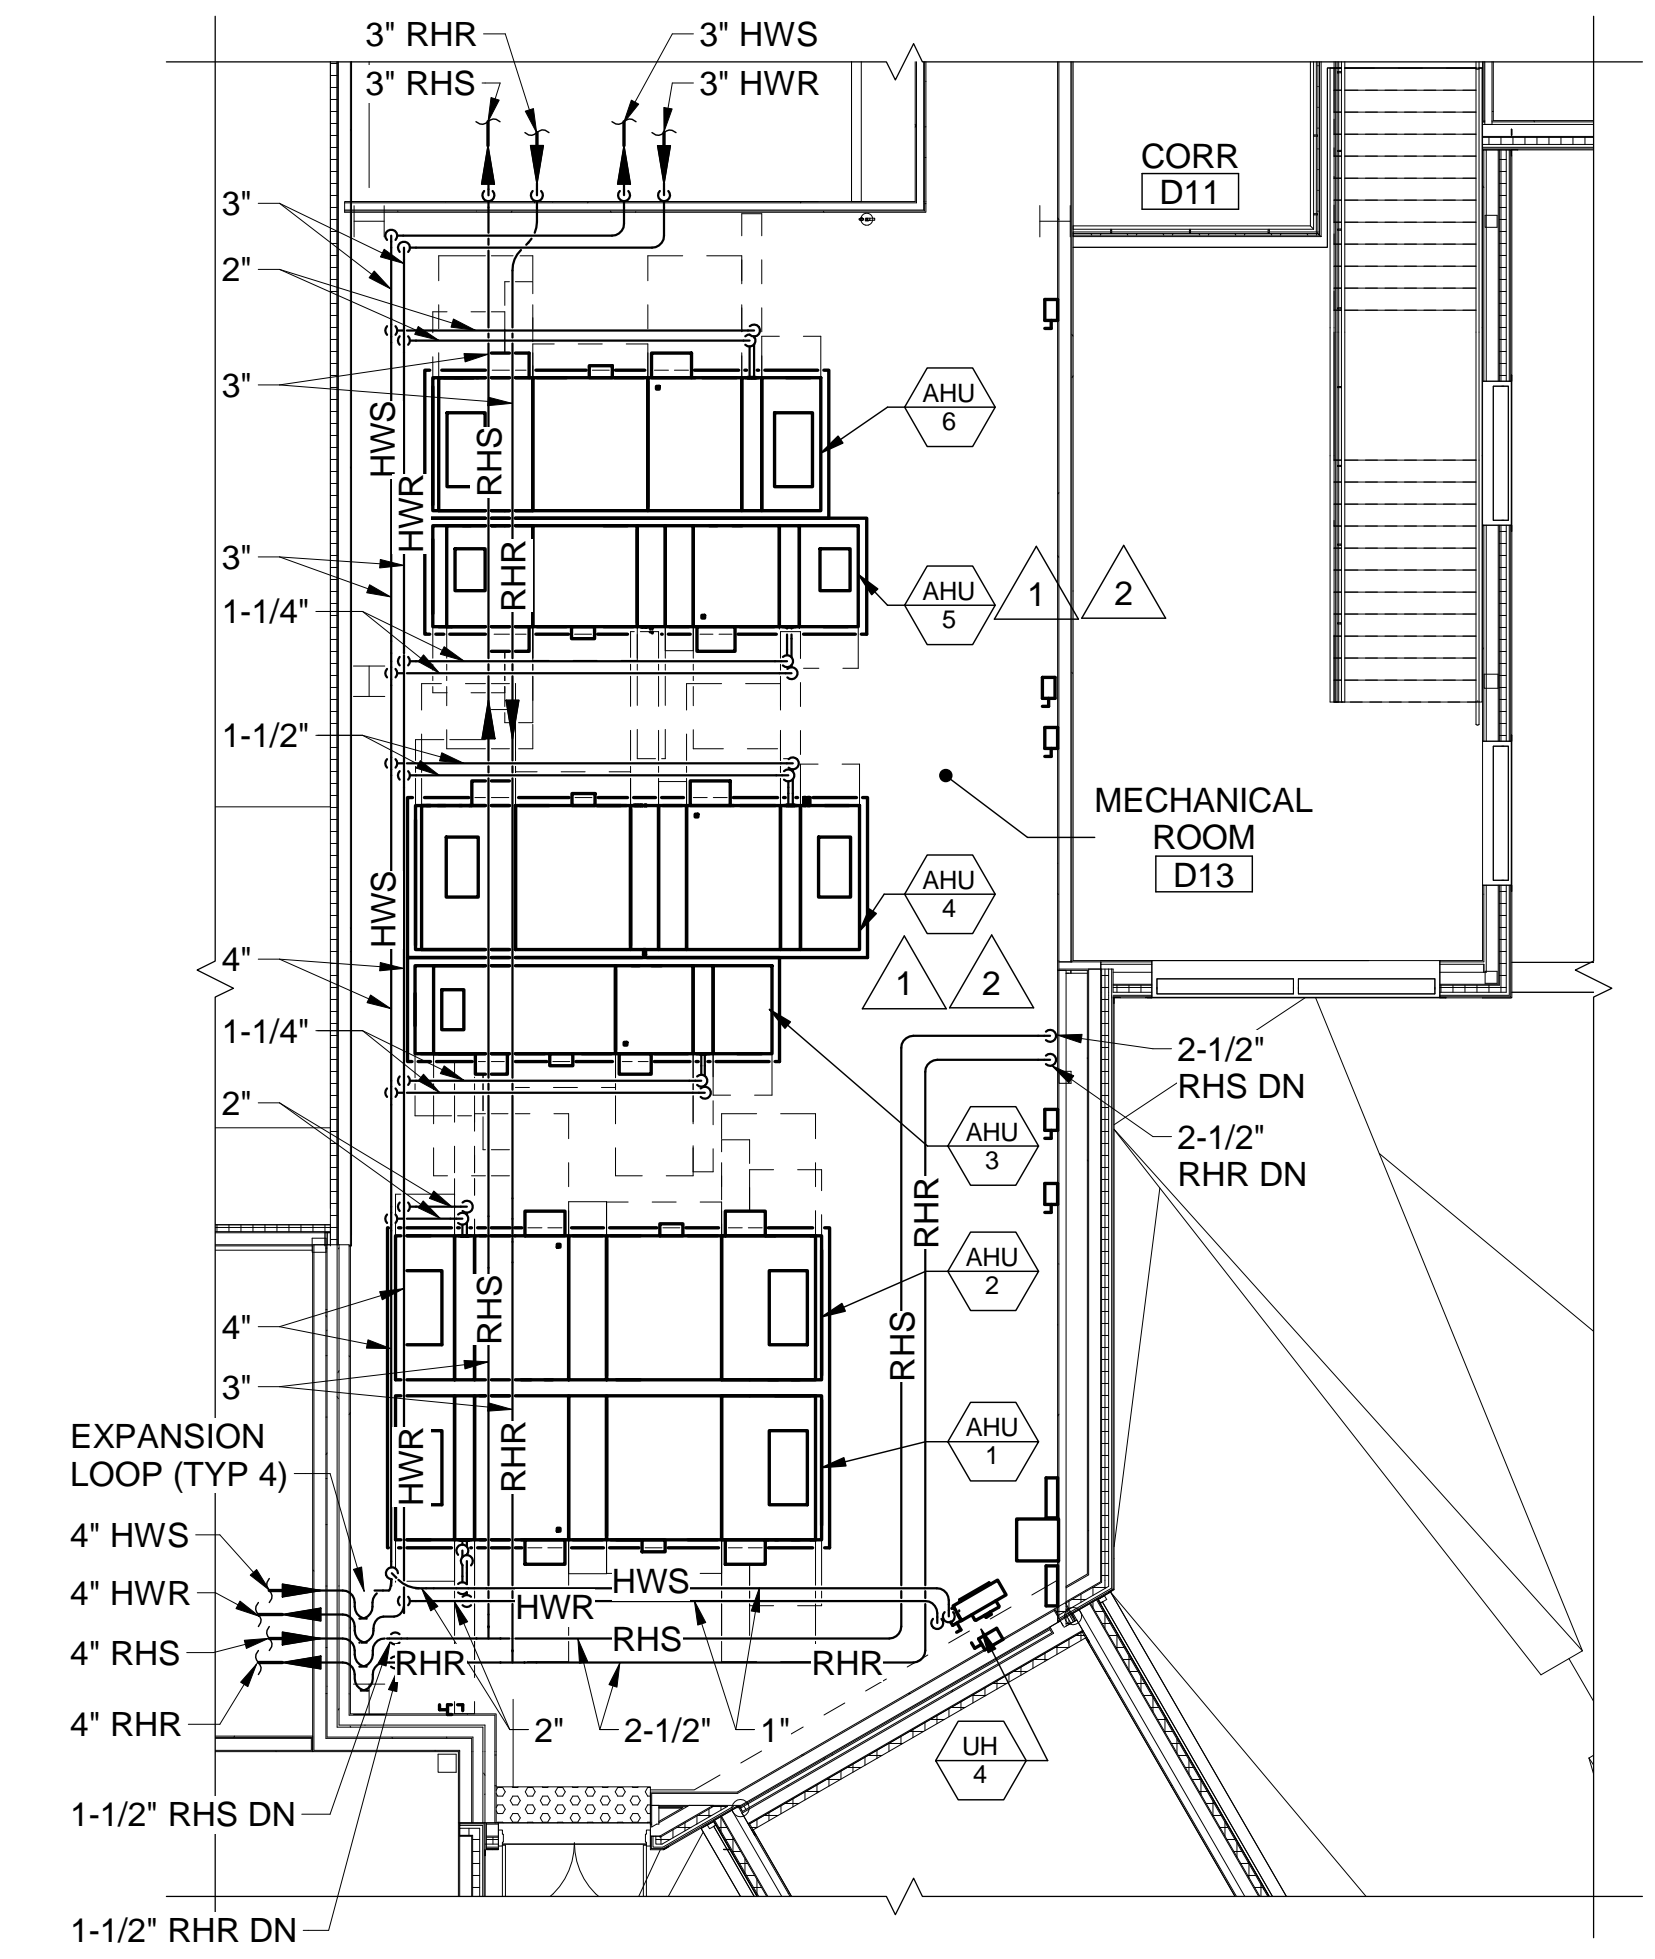 3" RHR
3" HWS
3" RHS
3" HWR
CORR
D11
3"
2"
3"
HWS
RHS
HWR
AHU
6
3"
RHR
AHU
5
1
2
1-1/4"
1-1/2"
MECHANICAL
ROOM
D13
HWS
AHU
4
4"
1
2
1-1/4"
2-1/2"
RHS DN
2"
AHU
3
2-1/2"
RHR DN
RHR
AHU
2
RHS
RHS
4"
3"
EXPANSION
LOOP (TYP 4)
HWR
RHR
AHU
1
4" HWS
HWS
4" HWR
HWR
4" RHS
RHS
RHR
RHR
4" RHR
2"
2-1/2"
1"
UH
4
1-1/2" RHS DN
1-1/2" RHR DN